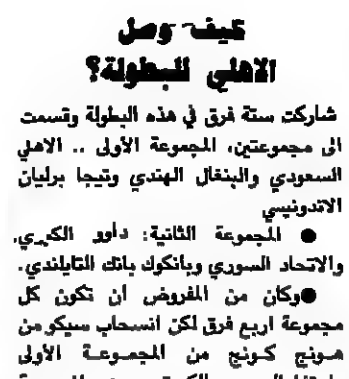 كيف وصل
الاهلي للبطولة؟
شاركت ستة فرق في هذه البطولة وقسمت
الى مجموعتين، المجموعة الأولى .. الاهلي
السعودي والبنغال الهندي وتيجا برليان
الاندونيسي
● المجموعة الثانية: دأور الكوري.
والاتحاد السوري وبانكوك بانك التايلندي.
●وكان من المفروض ان تكون كل
مجموعة اربع فرق لكن انسحاب سيكو من
هونج كونج من المجموعة الأولى